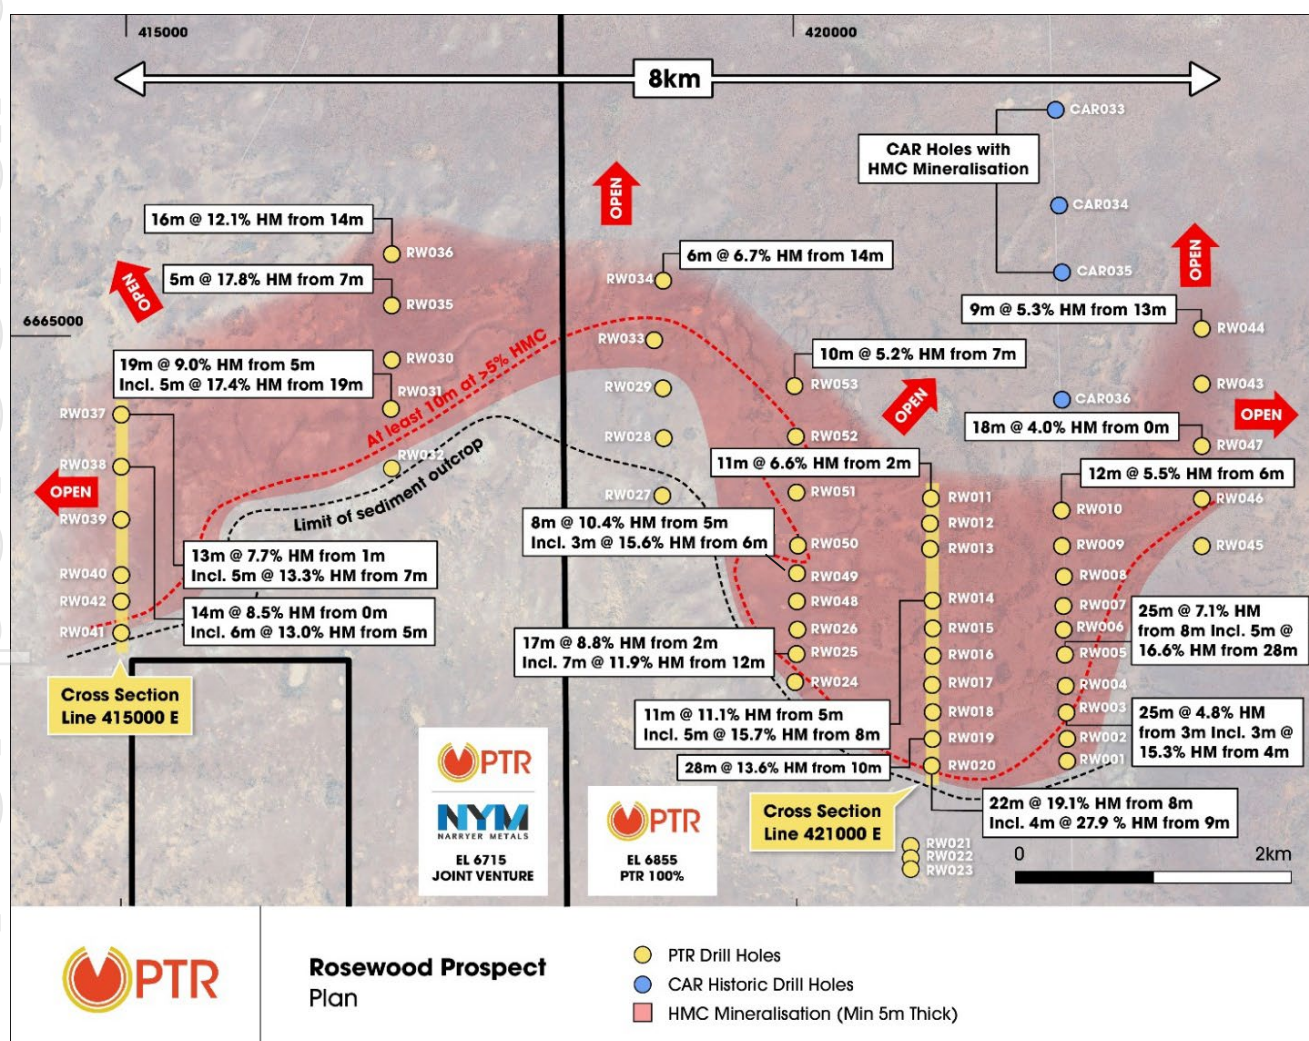 415000
420000
8km
CAR033
CAR Holes with
HMC Mineralisation
CAR034
CAR035
OPEN
OPEN
OPEN
16m @ 12.1% HM from 14m
RW036
5m @ 17.8% HM from 7m
RW035
6m @ 6.7% HM from 14m
RW034
9m @ 5.3% HM from 13m
RW044
6665000
RW033
RW030
19m @ 9.0% HM from 5m
Incl. 5m @ 17.4% HM from 19m
RW031
At least 10m at >5% HMC
10m @ 5.2% HM from 7m
RW053
RW029
OPEN
CAR036
RW043
OPEN
RW037
18m @ 4.0% HM from 0m
RW047
RW028
RW052
RW032
RW038
Limit of sediment outcrop
11m @ 6.6% HM from 2m
12m @ 5.5% HM from 6m
OPEN
RW027
RW051
RW011
RW010
RW046
RW039
RW012
8m @ 10.4% HM from 5m
Incl. 3m @ 15.6% HM from 6m
RW050
RW013
RW009
RW045
13m @ 7.7% HM from 1m
Incl. 5m @ 13.3% HM from 7m
RW040
RW049
RW008
RW042
RW048
RW014
RW007
14m @ 8.5% HM from 0m
Incl. 6m @ 13.0% HM from 5m
RW041
RW026
RW015
RW006
25m @ 7.1% HM
from 8m Incl. 5m @
16.6% HM from 28m
17m @ 8.8% HM from 2m
Incl. 7m @ 11.9% HM from 12m
RW025
RW016
RW005
RW024
RW017
RW004
Cross Section
Line 415000 E
11m @ 11.1% HM from 5m
Incl. 5m @ 15.7% HM from 8m
RW018
RW003
25m @ 4.8% HM
from 3m Incl. 3m @
15.3% HM from 4m
RW019
RW002
28m @ 13.6% HM from 10m
RW020
RW001
PTR
NYM
NARRYER METALS
EL 6715
JOINT VENTURE
PTR
EL 6855
PTR 100%
Cross Section
Line 421000 E
22m @ 19.1% HM from 8m
Incl. 4m @ 27.9 % HM from 9m
RW021
RW022
RW023
0
2km
PTR
Rosewood Prospect
Plan
PTR Drill Holes
CAR Historic Drill Holes
HMC Mineralisation (Min 5m Thick)